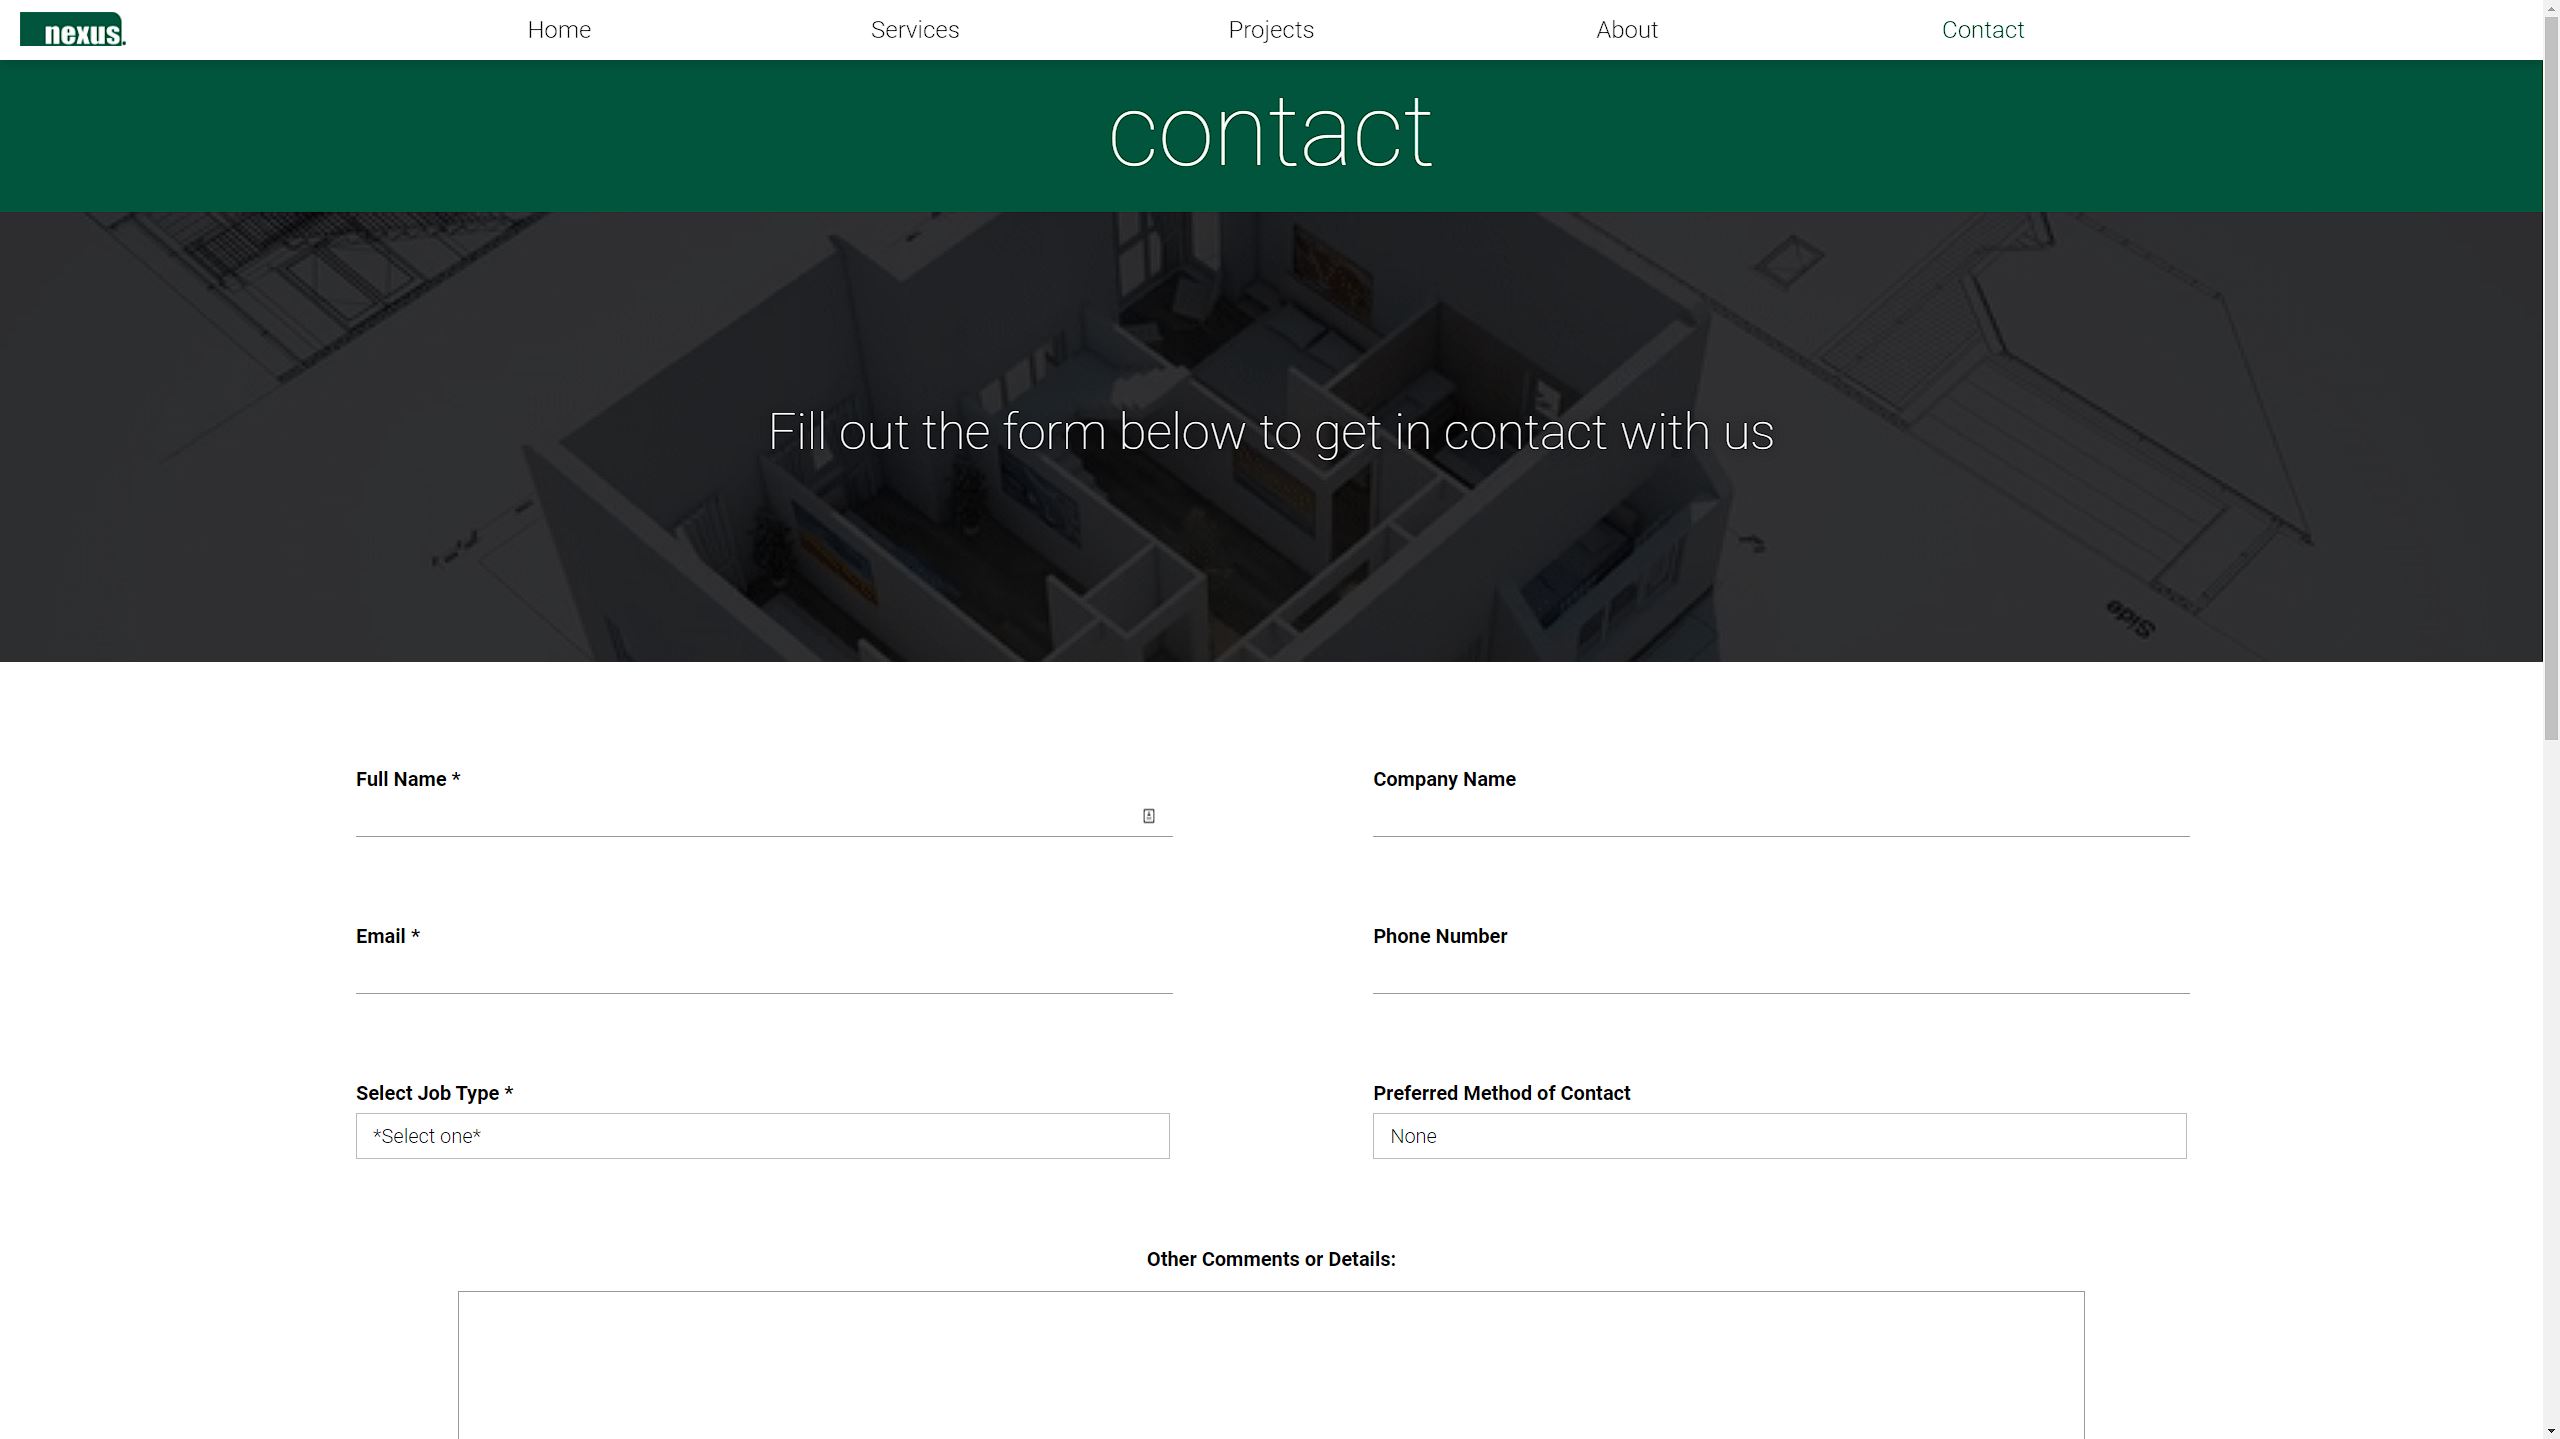 nexus.
Home Services Projects About Contact
contact
Fill out the form below to get in contact with us
Side
Full Name *
Company Name
Email *
Phone Number
Select Job Type *
Preferred Method of Contact
*Select one*
None
Other Comments or Details: